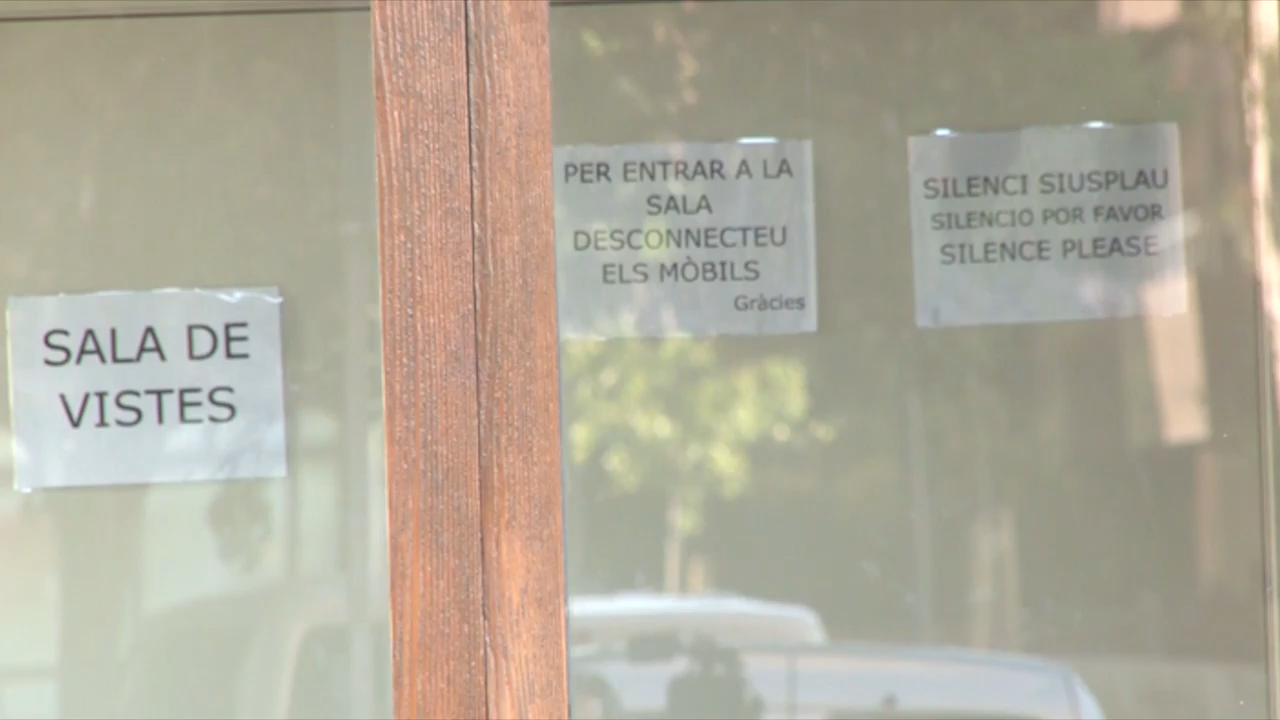 SALA DE
VISTES
PER ENTRAR A LA
SALA
DESCONNECTEU
ELS MÒBILS
Gràcies
SILENCI SIUSPLAU
SILENCIO POR FAVOR
SILENCE PLEASE